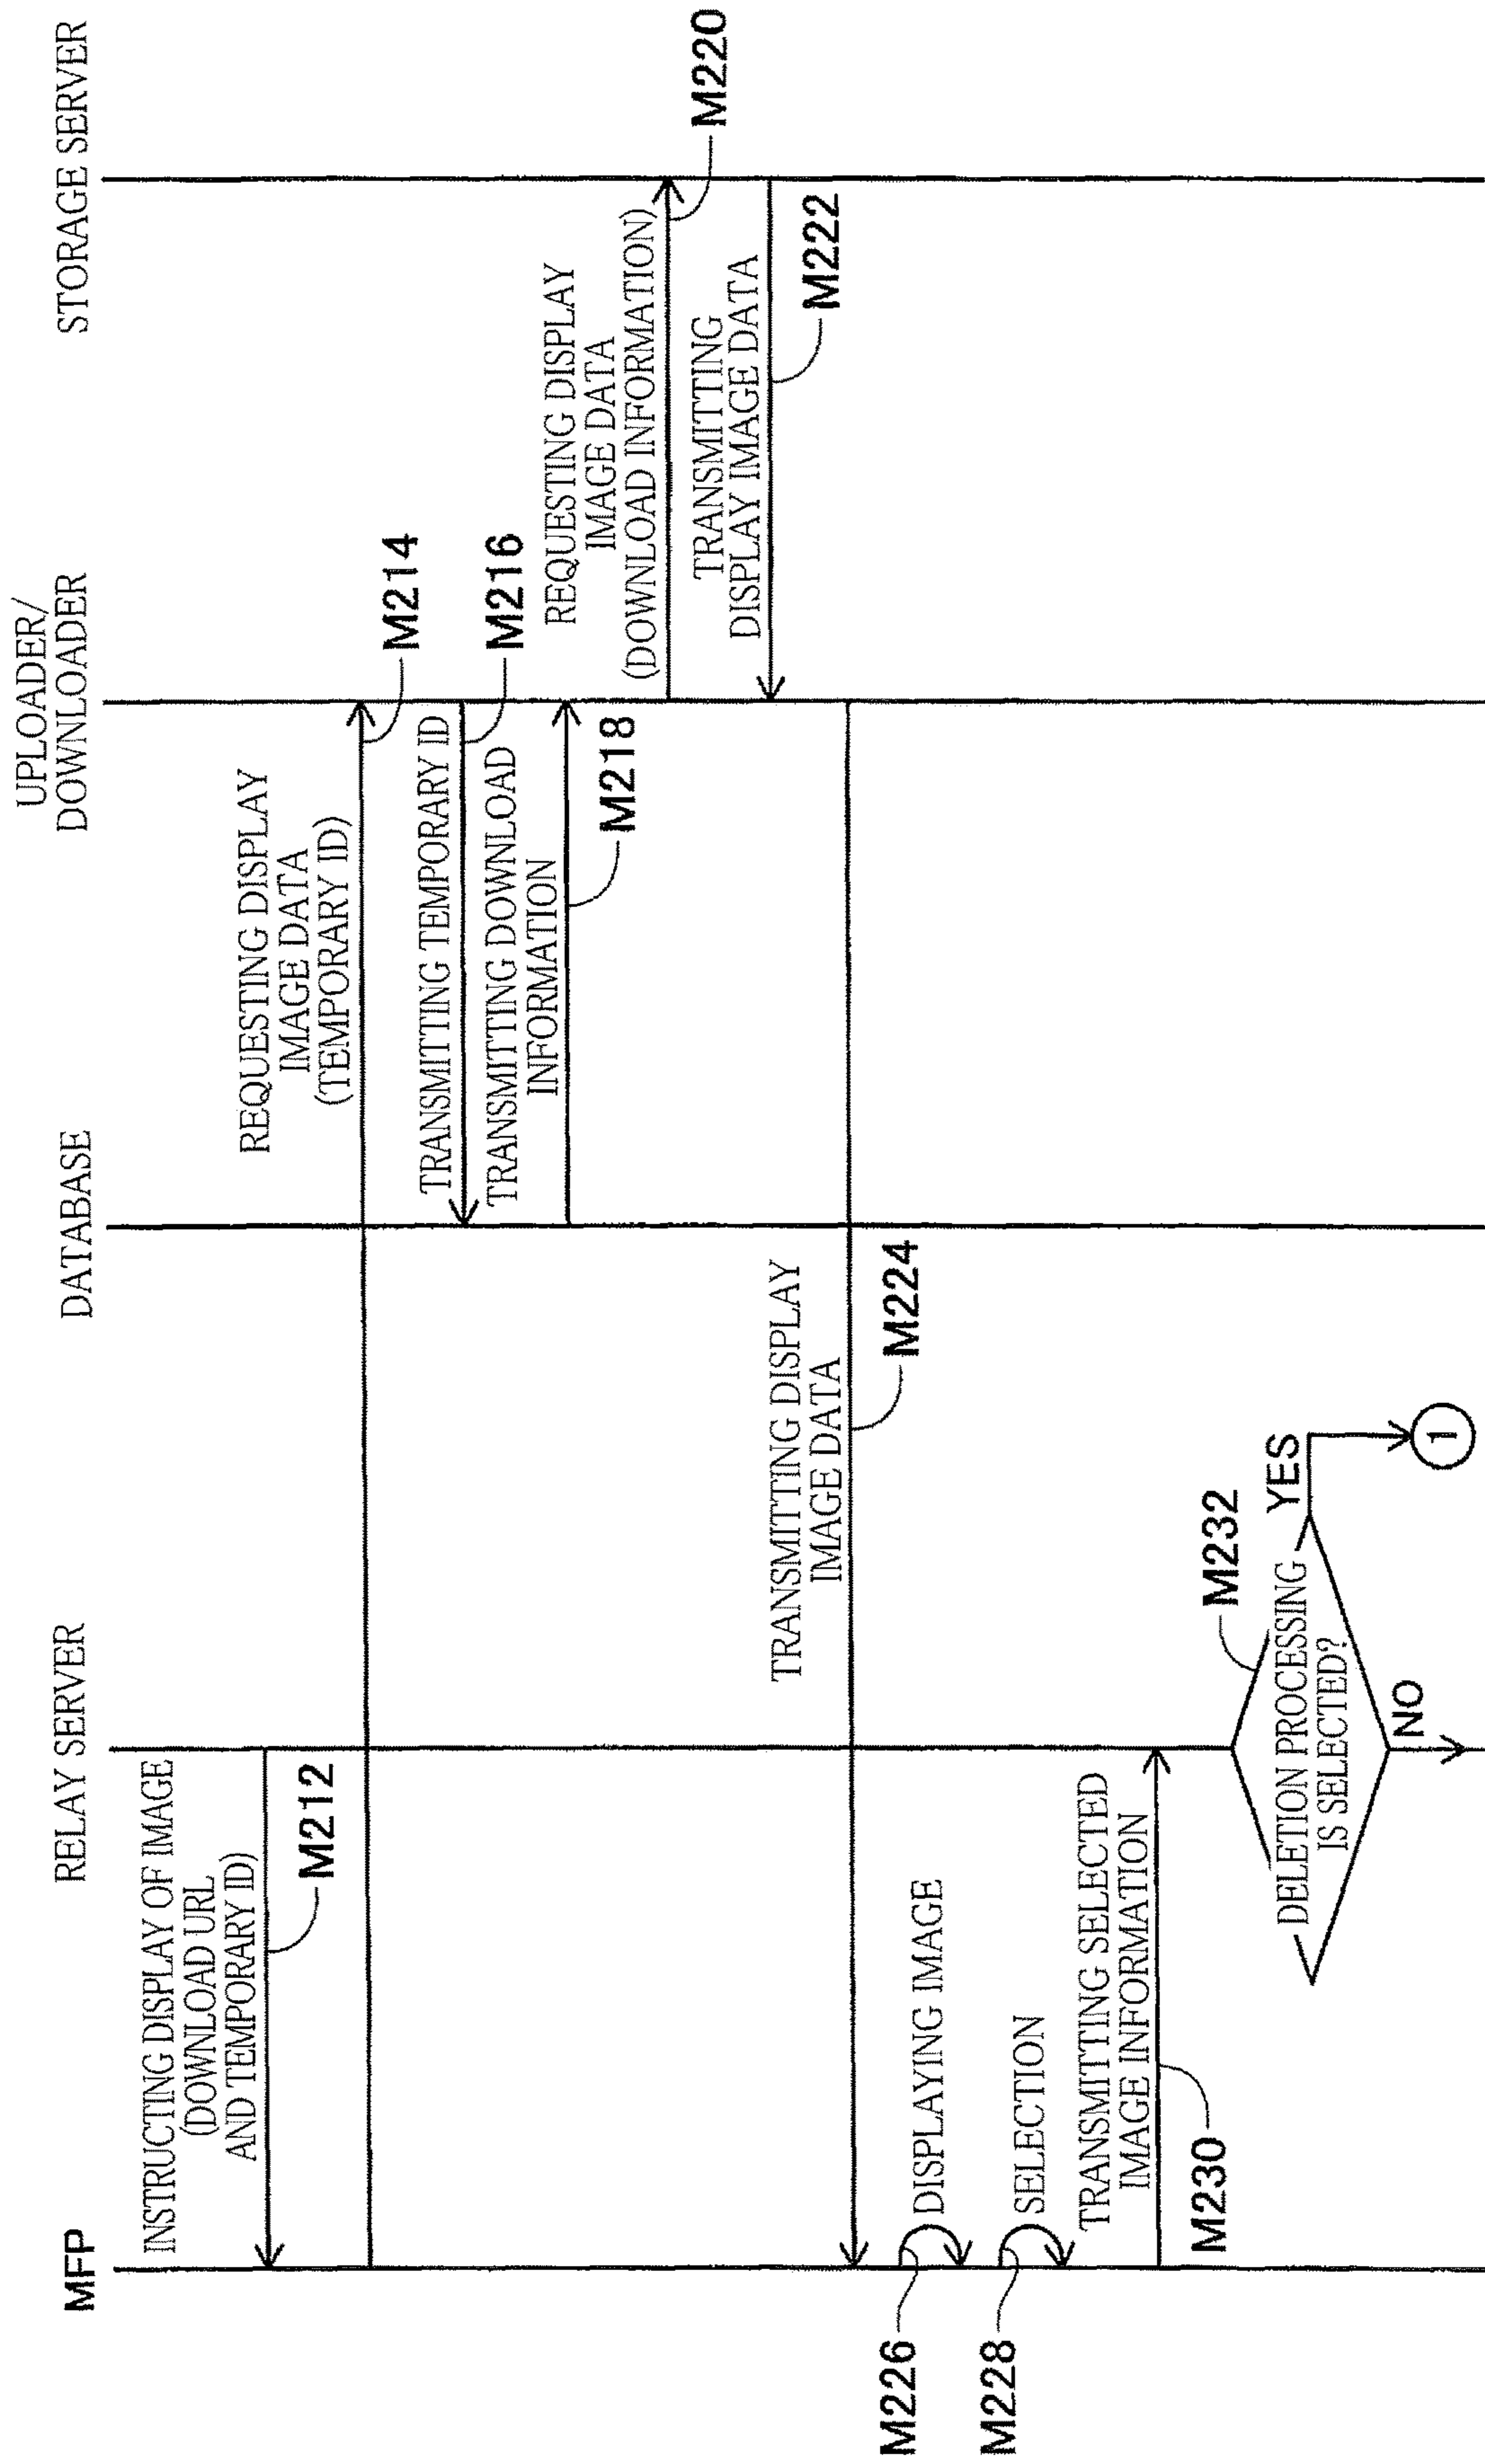 MFP
RELAY SERVER
DATABASE
UPLOADER/
DOWNLOADER
STORAGE SERVER
INSTRUCTING DISPLAY OF IMAGE
(DOWNLOAD URL
AND TEMPORARY ID)
M212
REQUESTING DISPLAY
IMAGE DATA
(TEMPORARY ID)
M214
TRANSMITTING TEMPORARY ID
M216
TRANSMITTING DOWNLOAD
INFORMATION
M218
REQUESTING DISPLAY
IMAGE DATA
(DOWNLOAD INFORMATION)
M220
TRANSMITTING
DISPLAY IMAGE DATA
M222
TRANSMITTING DISPLAY
IMAGE DATA
M224
M226
DISPLAYING IMAGE
M228
SELECTION
TRANSMITTING SELECTED
IMAGE INFORMATION
M230
M232
DELETION PROCESSING
IS SELECTED?
YES
1
NO